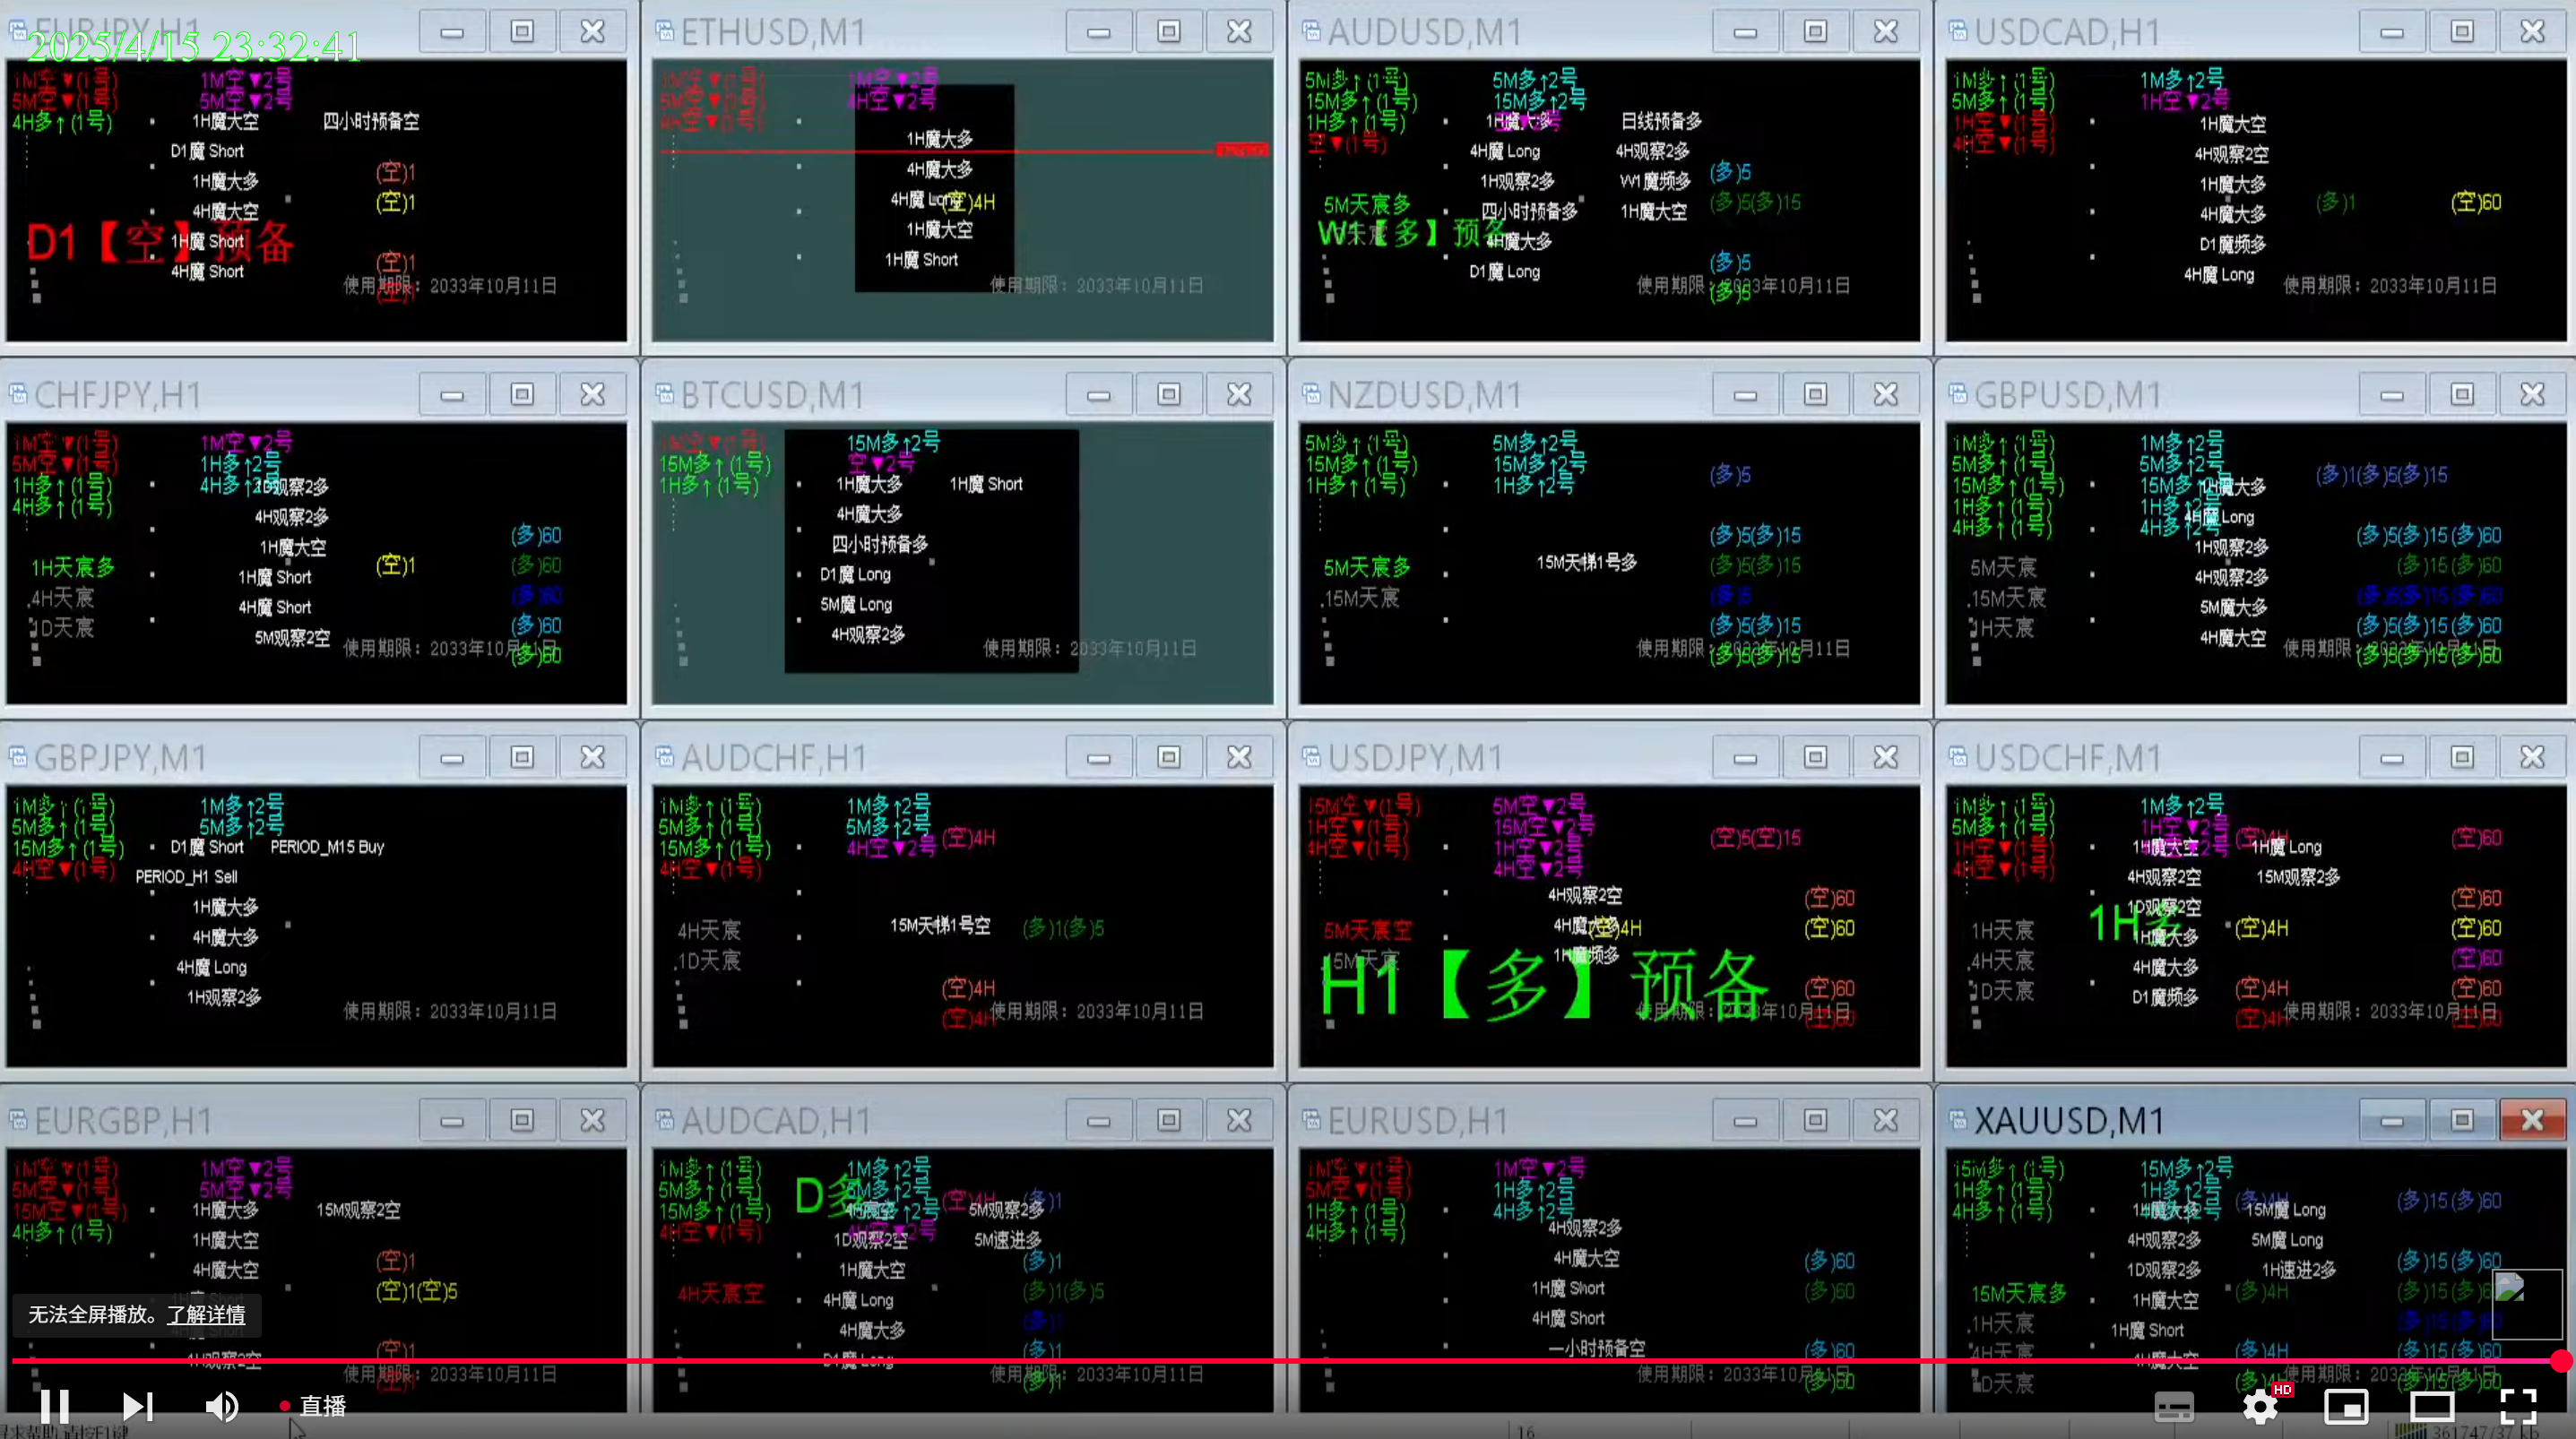 EURJPY,H1
2025/4/15 23:32:41
1M空▼(1号)
5M空▼(1号)
4H多↑(1号)
1M空▼2号
5M空▼2号
1H魔大空
四小时预备空
D1魔 Short
(空)1
1H魔大多
(空)1
4H魔大空
D1【空】预备
1H魔 Short
(空)1
4H魔 Short
使用期限：2033年10月11日
ETHUSD,M1
1M空▼(1号)
5M空▼(1号)
4H空▼(1号)
1M空▼2号
4H空▼2号
1H魔大多
4H魔大多
4H魔 Long
(空)4H
1H魔大空
1H魔 Short
使用期限：2033年10月11日
AUDUSD,M1
5M多↑(1号)
15M多↑(1号)
1H多↑(1号)
空▼(1号)
5M多↑2号
15M多↑2号
1H魔大多
日线预备多
4H魔 Long
4H观察2多
(多)5
1H观察2多
W1魔频多
5M天宸多
四小时预备多
1H魔大空
(多)5(多)15
W1【多】预备
4H魔大多
D1魔 Long
(多)5
(多)5
使用期限：2033年10月11日
USDCAD,H1
1M多↑(1号)
5M多↑(1号)
1H空▼(1号)
4H空▼(1号)
1M多↑2号
1H空▼2号
1H魔大空
4H观察2空
1H魔大多
(多)1
(空)60
4H魔大多
D1魔频多
4H魔 Long
使用期限：2033年10月11日
CHFJPY,H1
1M空▼(1号)
5M空▼(1号)
1H多↑(1号)
4H多↑(1号)
1M空▼2号
1H多↑2号
4H多↑2号
1D观察2多
4H观察2多
(多)60
1H魔大空
1H天宸多
(空)1
(多)60
1H魔 Short
.4H天宸
4H魔 Short
(多)60
1D天宸
5M观察2空
(多)60
(多)60
使用期限：2033年10月11日
BTCUSD,M1
1M空▼(1号)
15M多↑(1号)
1H多↑(1号)
15M多↑2号
空▼2号
1H魔大多
1H魔 Short
4H魔大多
四小时预备多
D1魔 Long
5M魔 Long
4H观察2多
使用期限：2033年10月11日
NZDUSD,M1
5M多↑(1号)
15M多↑(1号)
1H多↑(1号)
5M多↑2号
15M多↑2号
1H多↑2号
(多)5
(多)5(多)15
5M天宸多
15M天梯1号多
(多)5(多)15
.15M天宸
(多)5
(多)5(多)15
(多)5(多)15
使用期限：2033年10月11日
GBPUSD,M1
1M多↑(1号)
5M多↑(1号)
15M多↑(1号)
1H多↑(1号)
4H多↑(1号)
1M多↑2号
5M多↑2号
15M多↑2号
1H多↑2号
4H多↑2号
(多)1(多)5(多)15
1H魔大多
4H魔 Long
(多)5(多)15(多)60
1H观察2多
5M天宸
(多)15(多)60
4H观察2多
.15M天宸
5M魔大多
(多)5(多)15(多)60
1H天宸
4H魔大空
(多)5(多)15(多)60
(多)5(多)15(多)60
使用期限：2033年10月11日
GBPJPY,M1
1M多↑(1号)
5M多↑(1号)
15M多↑(1号)
4H空▼(1号)
1M多↑2号
5M多↑2号
D1魔 Short
PERIOD_M15 Buy
PERIOD_H1 Sell
1H魔大多
4H魔大多
4H魔 Long
1H观察2多
使用期限：2033年10月11日
AUDCHF,H1
1M多↑(1号)
5M多↑(1号)
15M多↑(1号)
4H空▼(1号)
1M多↑2号
5M多↑2号
4H空▼2号
(空)4H
4H天宸
15M天梯1号空
(多)1(多)5
.1D天宸
(空)4H
(空)4H
使用期限：2033年10月11日
USDJPY,M1
15M空▼(1号)
1H空▼(1号)
4H空▼(1号)
5M空▼2号
15M空▼2号
1H空▼2号
4H空▼2号
(空)5(空)15
4H观察2空
(空)60
5M天宸空
4H魔大多
(空)4H
(空)60
15M天宸
1H魔频多
H1【多】预备
(空)60
(空)60
使用期限：2033年10月11日
USDCHF,M1
1M多↑(1号)
5M多↑(1号)
1H空▼(1号)
4H空▼(1号)
1M多↑2号
1H空▼2号
(空)4H
(空)60
1H魔大空
1H魔 Long
4H观察2空
15M观察2多
1D观察2空
(空)60
1H多
1H天宸
1H魔大多
(空)4H
(空)60
.4H天宸
4H魔大多
(空)60
1D天宸
D1魔频多
(空)4H
(空)60
(空)4H
(空)60
使用期限：2033年10月11日
EURGBP,H1
1M空▼(1号)
5M空▼(1号)
15M空▼(1号)
4H多↑(1号)
1M空▼2号
5M空▼2号
1H魔大多
15M观察2空
1H魔大空
4H魔大空
(空)1
(空)1(空)5
(空)1
4H观察2空
使用期限：2033年10月11日
AUDCAD,H1
1M多↑(1号)
5M多↑(1号)
15M多↑(1号)
4H空▼(1号)
D多
1M多↑2号
5M多↑2号
15M多↑2号
4H空▼2号
(空)4H
(多)1
5M观察2多
1D观察2空
5M速进多
1H魔大空
(多)1
4H天宸空
4H魔 Long
(多)1(多)5
4H魔大多
(多)1
D1魔 Long
(多)1
(多)1
使用期限：2033年10月11日
EURUSD,H1
1M空▼(1号)
5M空▼(1号)
1H多↑(1号)
4H多↑(1号)
1M空▼2号
1H多↑2号
4H多↑2号
4H观察2多
4H魔大空
(多)60
1H魔 Short
(多)60
4H魔 Short
一小时预备空
(多)60
(多)60
使用期限：2033年10月11日
XAUUSD,M1
15M多↑(1号)
1H多↑(1号)
4H多↑(1号)
15M多↑2号
1H多↑2号
(多)4H
(多)15(多)60
1H魔大多
15M魔 Long
4H观察2多
5M魔 Long
1D观察2多
1H速进2多
(多)15(多)60
15M天宸多
1H魔大空
(多)4H
.1H天宸
1H魔 Short
4H天宸
4H魔大空
(多)4H
(多)15(多)60
1D天宸
使用期限：2033年10月11日
无法全屏播放。了解详情
直播
HD
16
361747/37 kb